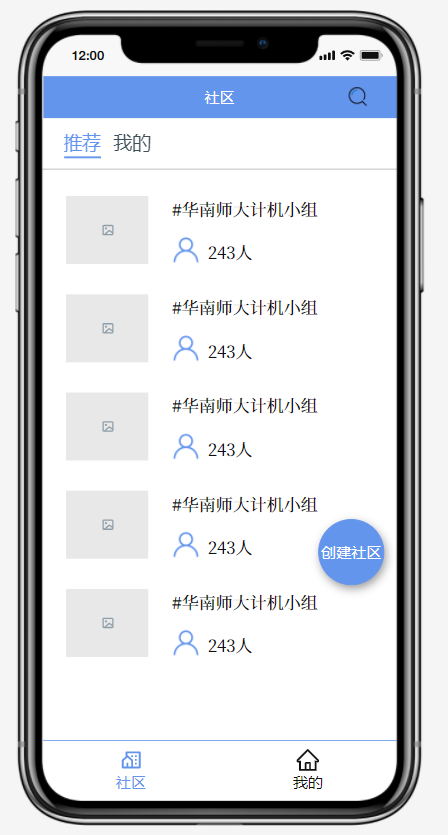 12:00
社区
推荐 我的
#华南师大计机小组
243人
#华南师大计机小组
243人
#华南师大计机小组
243人
#华南师大计机小组
243人
创建社区
#华南师大计机小组
243人
社区 我的